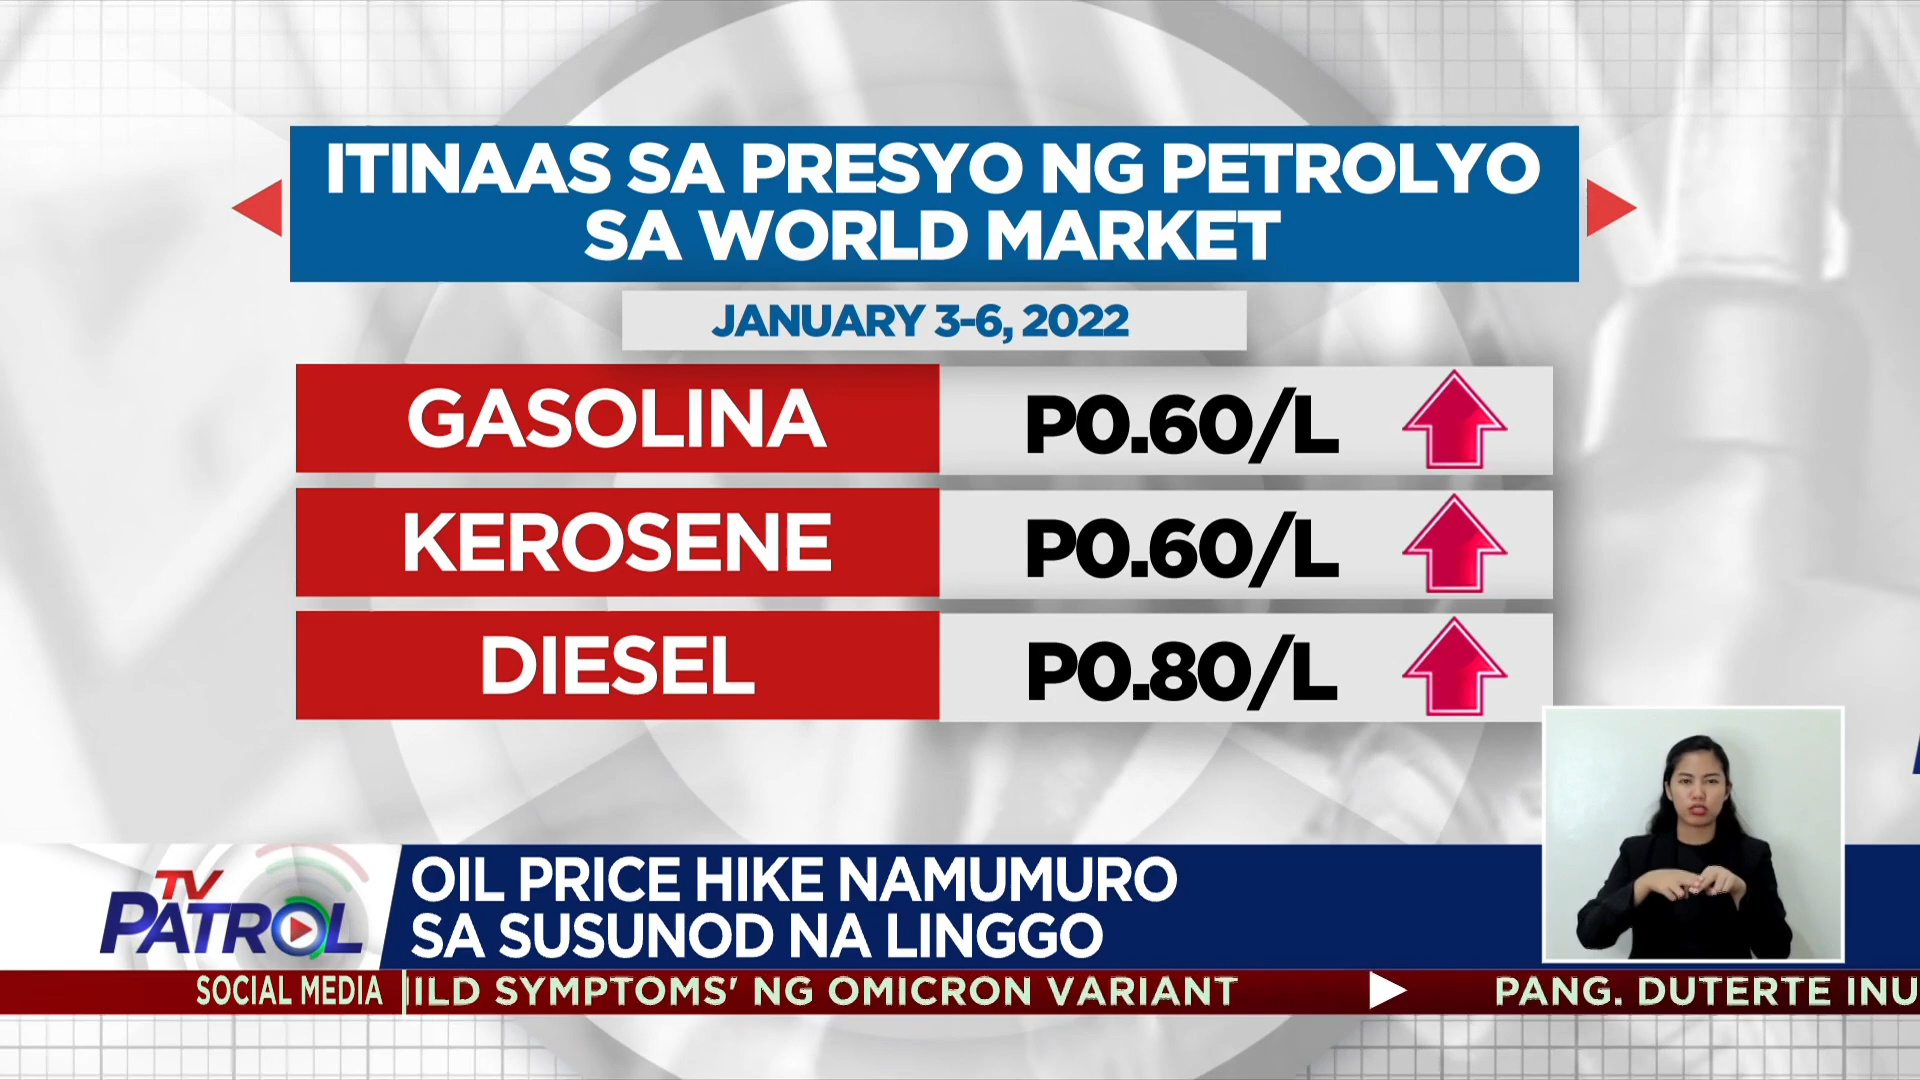 ITINAAS SA PRESYO NG PETROLYO
SA WORLD MARKET
JANUARY 3-6, 2022
GASOLINA P0.60/L
KEROSENE P0.60/L
DIESEL P0.80/L
TV
PATROL
OIL PRICE HIKE NAMUMURO
SA SUSUNOD NA LINGGO
SOCIAL MEDIA SYMPTOMS' NG OMICRON VARIANT PANG. DUTERTE